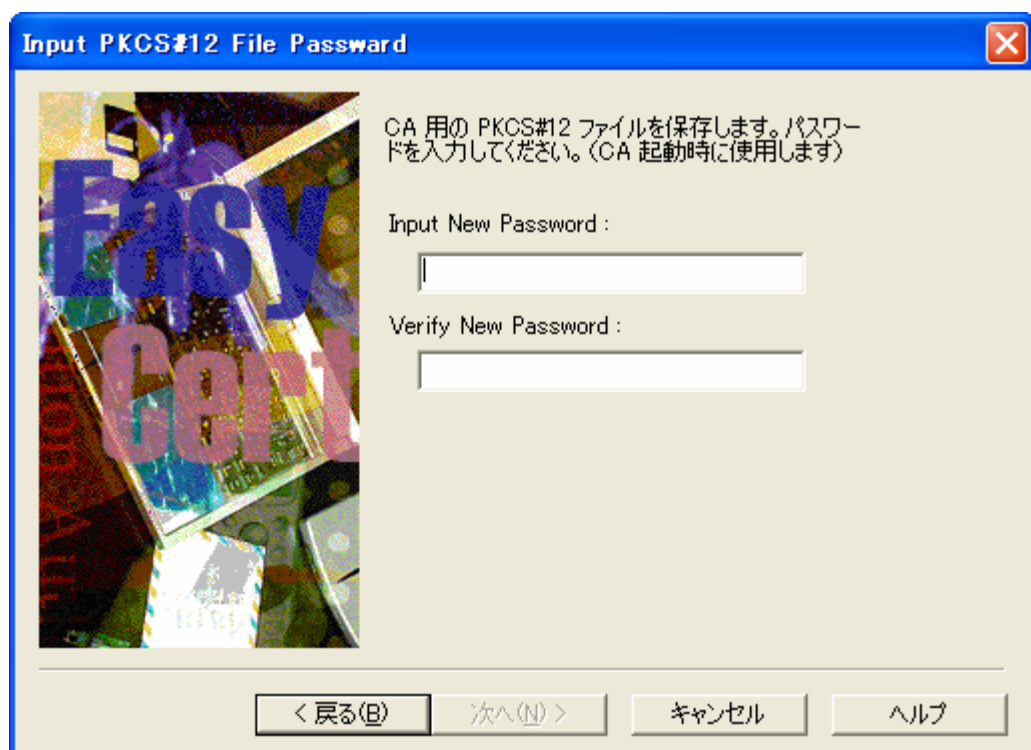 Input PKCS#12 File Passward
Easy
Cert
CA 用の PKCS#12 ファイルを保存します。パスワー
ドを入力してください。（CA 起動時に使用します）
Input New Password :
Verify New Password :
< 戻る(B)
次へ(N) >
キャンセル
ヘルプ